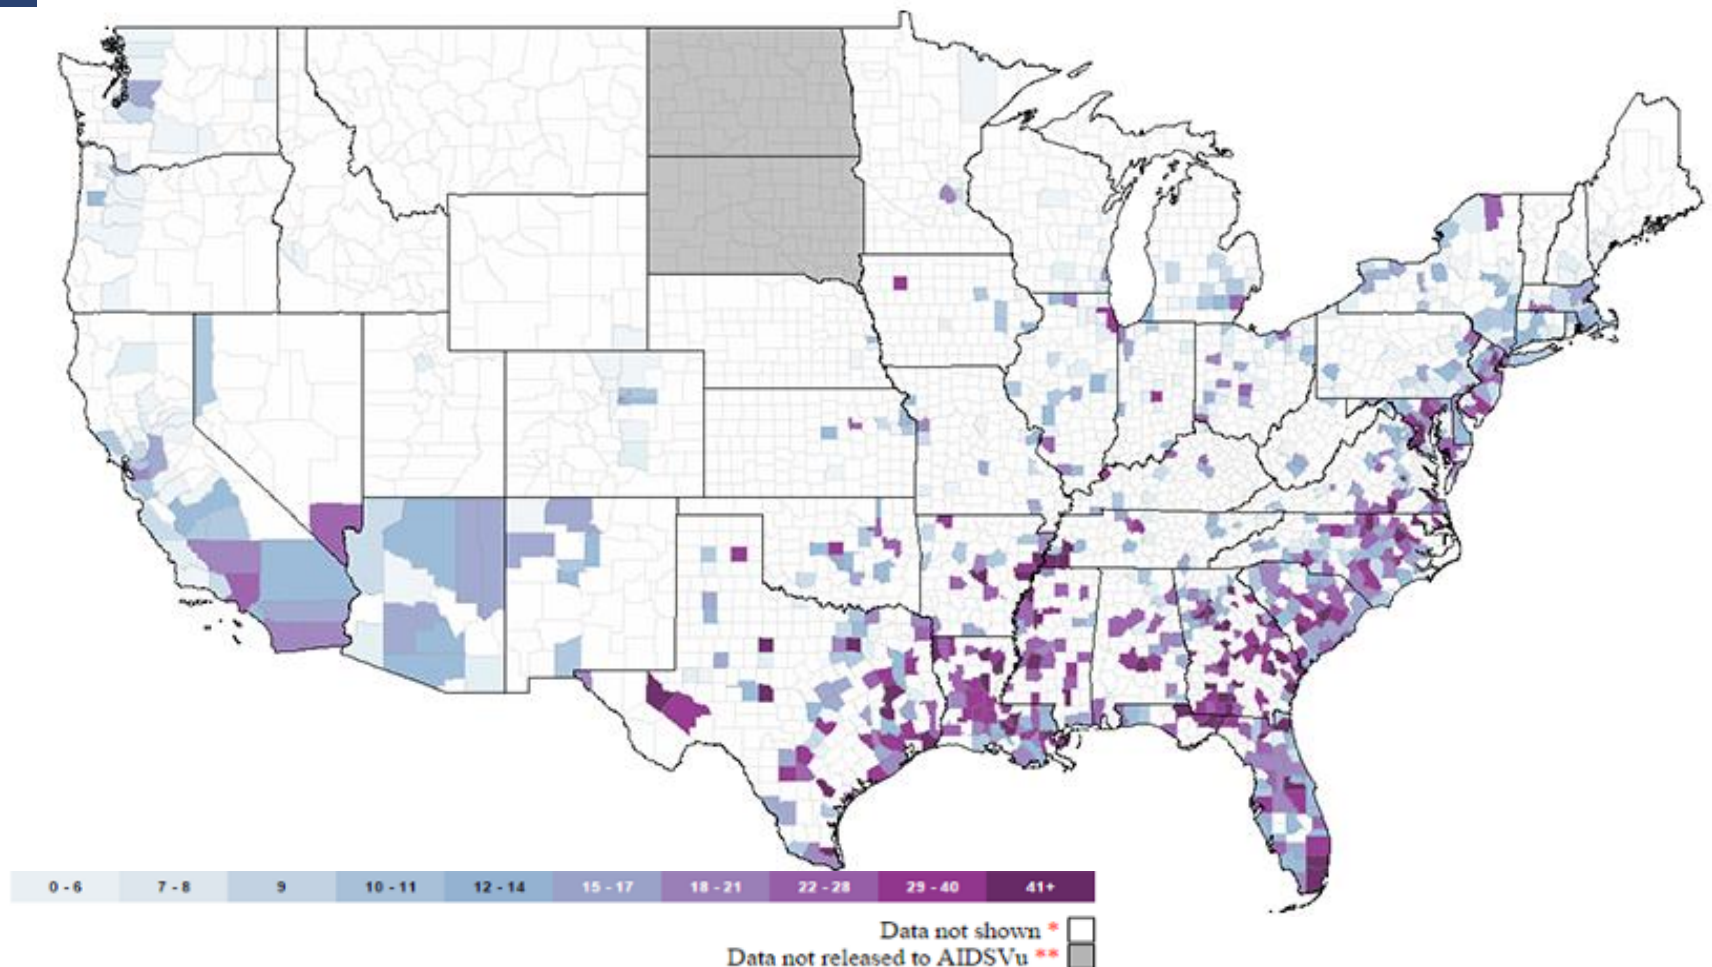 0 - 6 7 - 8 9 10 - 11 12 - 14 15 - 17 18 - 21 22 - 28 29 - 40 41+
Data not shown *
Data not released to AIDSVu **